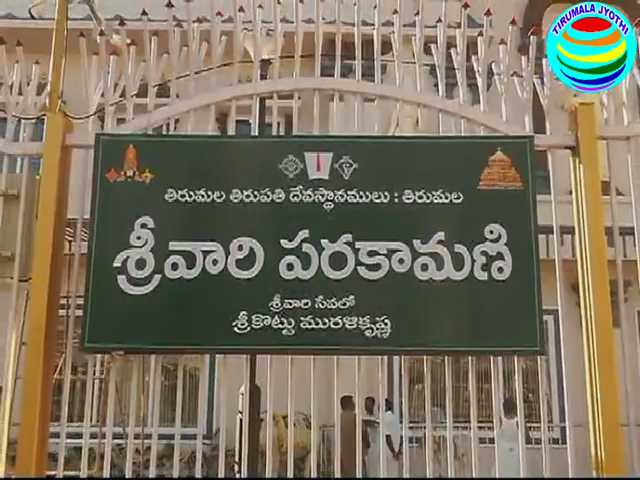 TIRUMALA JYOTHI
తిరుమల తిరుపతి దేవస్థానములు : తిరుమల
శ్రీవారి పరకామణి
శ్రీవారి సేవలో
శ్రీ కొట్టు మురళీకృష్ణ